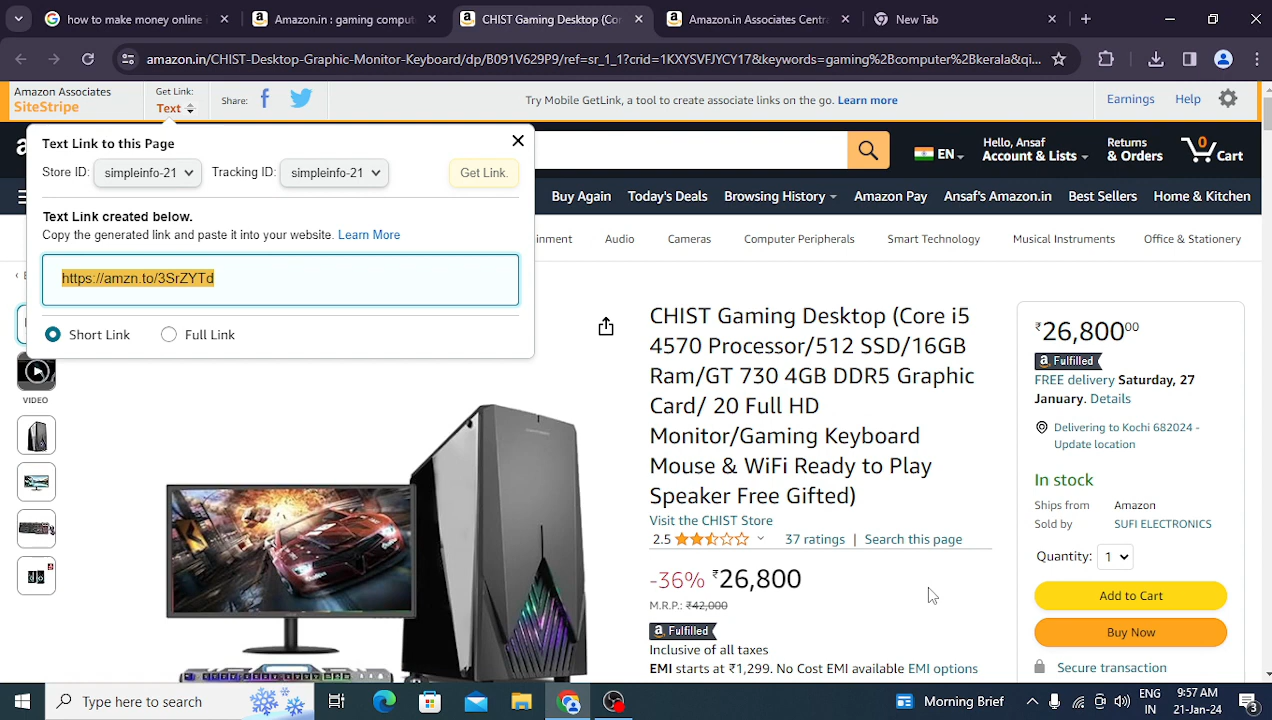 how to make money online i
Amazon.in : gaming comput
CHIST Gaming Desktop (Cor
Amazon.in Associates Centra
New Tab
amazon.in/CHIST-Desktop-Graphic-Monitor-Keyboard/dp/B091V629P9/ref=sr_1_1?crid=1KXYSVFJYCY17&keywords=gaming%2Bcomputer%2Bkerala&qi...
Amazon Associates
SiteStripe
Get Link:
Text
Share:
Try Mobile GetLink, a tool to create associate links on the go. Learn more
Earnings
Help
Text Link to this Page
Store ID: simpleinfo-21 Tracking ID: simpleinfo-21 Get Link.
Text Link created below.
Copy the generated link and paste it into your website. Learn More
https://amzn.to/3SrZYTd
Short Link Full Link
EN
Hello, Ansaf
Account & Lists
Returns
& Orders
0
Cart
Buy Again Today's Deals Browsing History Amazon Pay Ansaf's Amazon.in Best Sellers Home & Kitchen
inment Audio Cameras Computer Peripherals Smart Technology Musical Instruments Office & Stationery
VIDEO
CHIST Gaming Desktop (Core i5
4570 Processor/512 SSD/16GB
Ram/GT 730 4GB DDR5 Graphic
Card/ 20 Full HD
Monitor/Gaming Keyboard
Mouse & WiFi Ready to Play
Speaker Free Gifted)
Visit the CHIST Store
2.5 37 ratings | Search this page
-36% ₹26,800
M.R.P.: ₹42,000
a Fulfilled
Inclusive of all taxes
EMI starts at ₹1,299. No Cost EMI available EMI options
₹26,800⁰⁰
a Fulfilled
FREE delivery Saturday, 27
January. Details
Delivering to Kochi 682024 -
Update location
In stock
Ships from Amazon
Sold by SUFI ELECTRONICS
Quantity: 1
Add to Cart
Buy Now
Secure transaction
Type here to search
Morning Brief
ENG
IN
9:57 AM
21-Jan-24
3